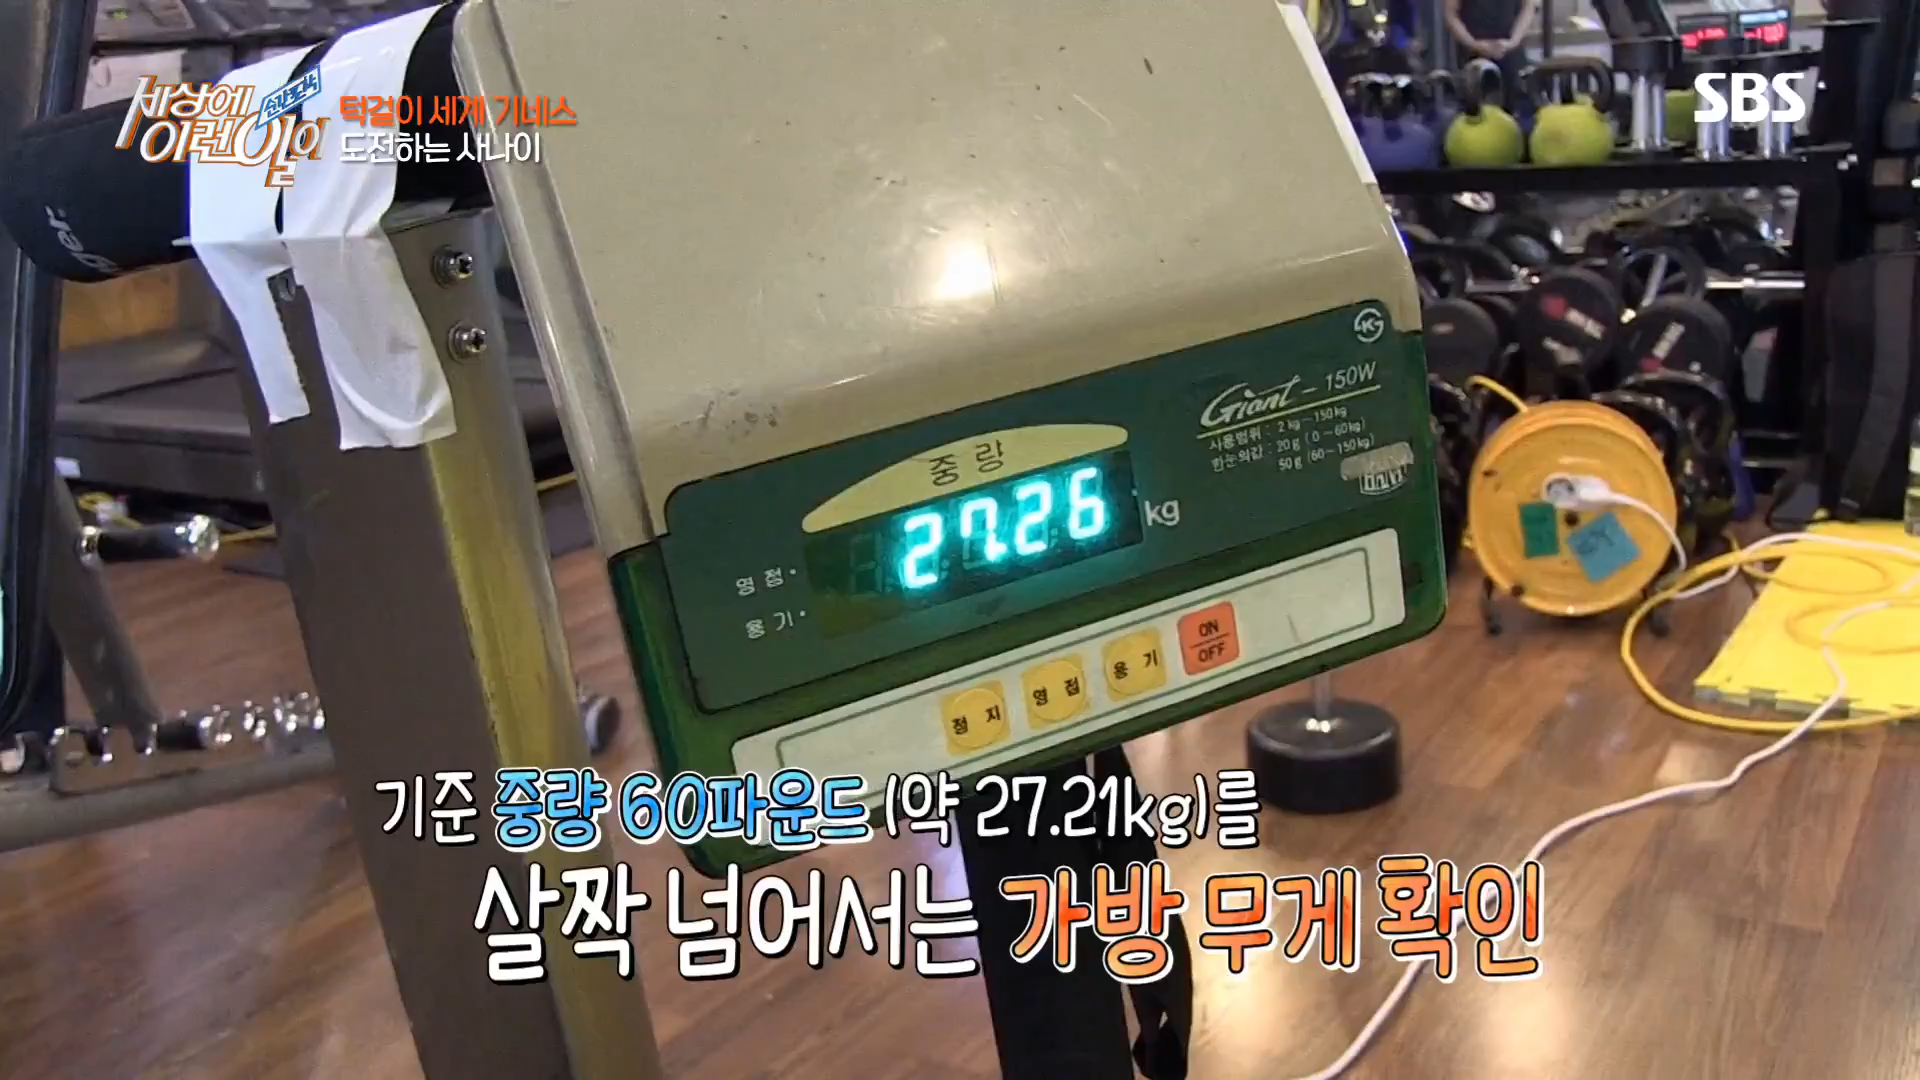 세상에
순간포착
이런일이
턱걸이 세계 기네스
도전하는 사나이
SBS
K
Giant - 150W
사용범위 : 2 kg ~ 150 kg
한눈의값 : 20 g ( 0 ~ 60 kg )
50 g ( 60 ~ 150 kg )
중량
27.26 kg
영점
용기
정지
영점
용기
ON
OFF
기준 중량 60파운드 (약 27.21kg)를
살짝 넘어서는 가방 무게 확인